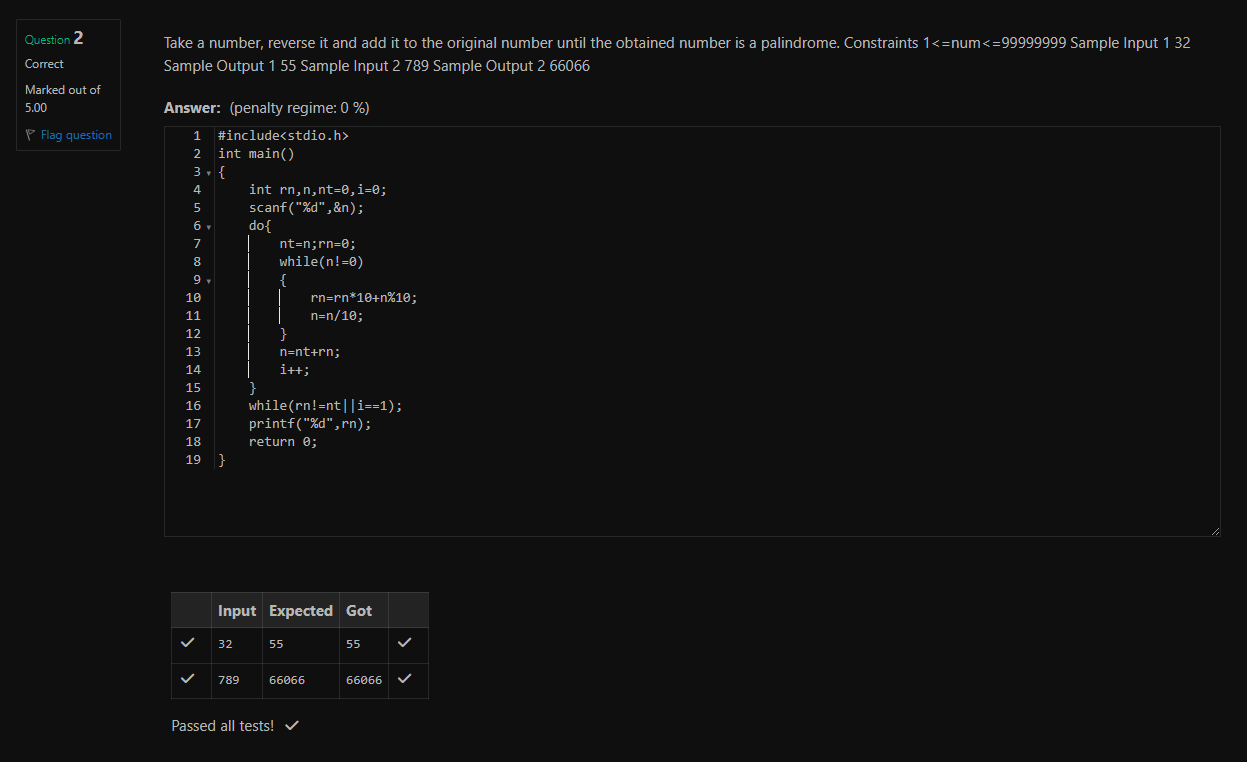 Question 2
Correct
Marked out of
5.00
Flag question
Take a number, reverse it and add it to the original number until the obtained number is a palindrome. Constraints 1<=num<=99999999 Sample Input 1 32
Sample Output 1 55 Sample Input 2 789 Sample Output 2 66066
Answer: (penalty regime: 0 %)
1 #include<stdio.h>
2 int main()
3 {
4 int rn,n,nt=0,i=0;
5 scanf("%d",&n);
6 do{
7 nt=n;rn=0;
8 while(n!=0)
9 {
10 rn=rn*10+n%10;
11 n=n/10;
12 }
13 n=nt+rn;
14 i++;
15 }
16 while(rn!=nt||i==1);
17 printf("%d",rn);
18 return 0;
19 }
Input Expected Got
32 55 55
789 66066 66066
Passed all tests!